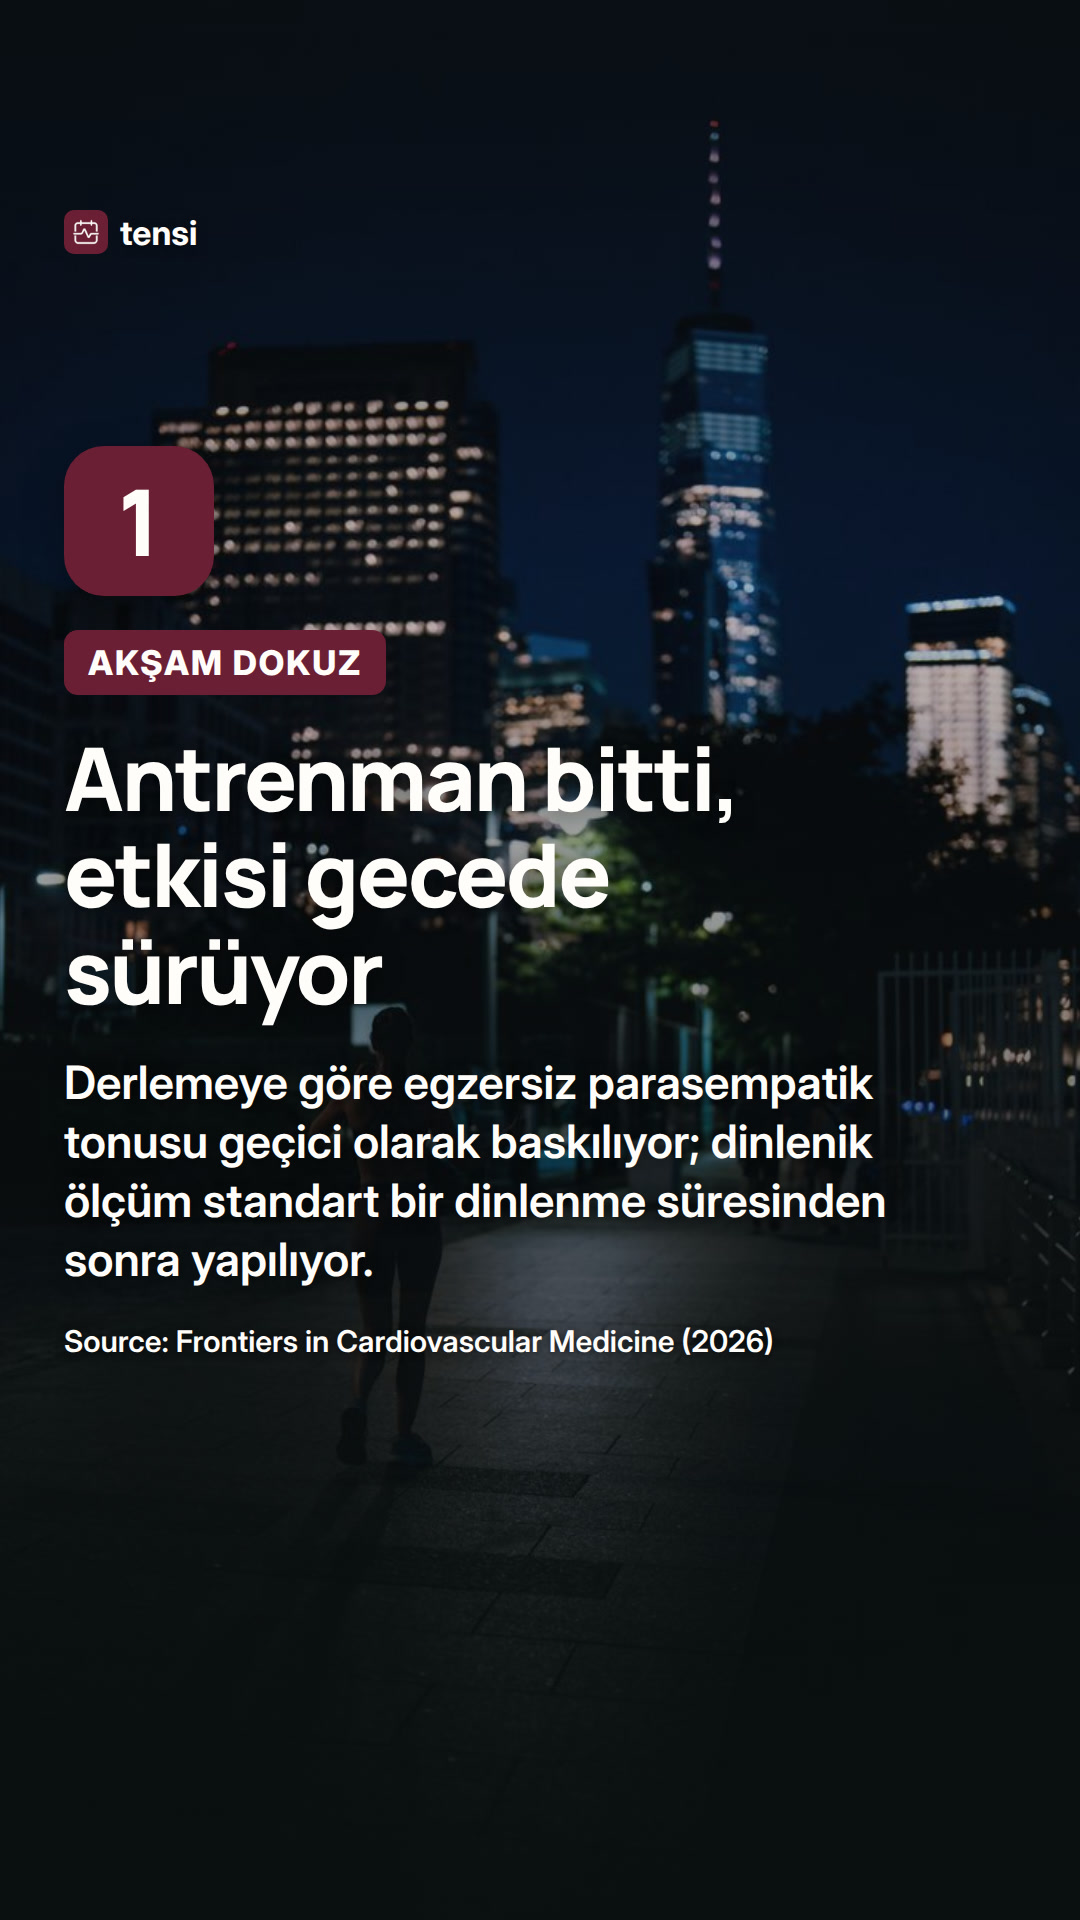 tensi
1
AKŞAM DOKUZ
Antrenman bitti,
etkisi gecede
sürüyor
Derlemeye göre egzersiz parasempatik
tonusu geçici olarak baskılıyor; dinlenik
ölçüm standart bir dinlenme süresinden
sonra yapılıyor.
Source: Frontiers in Cardiovascular Medicine (2026)